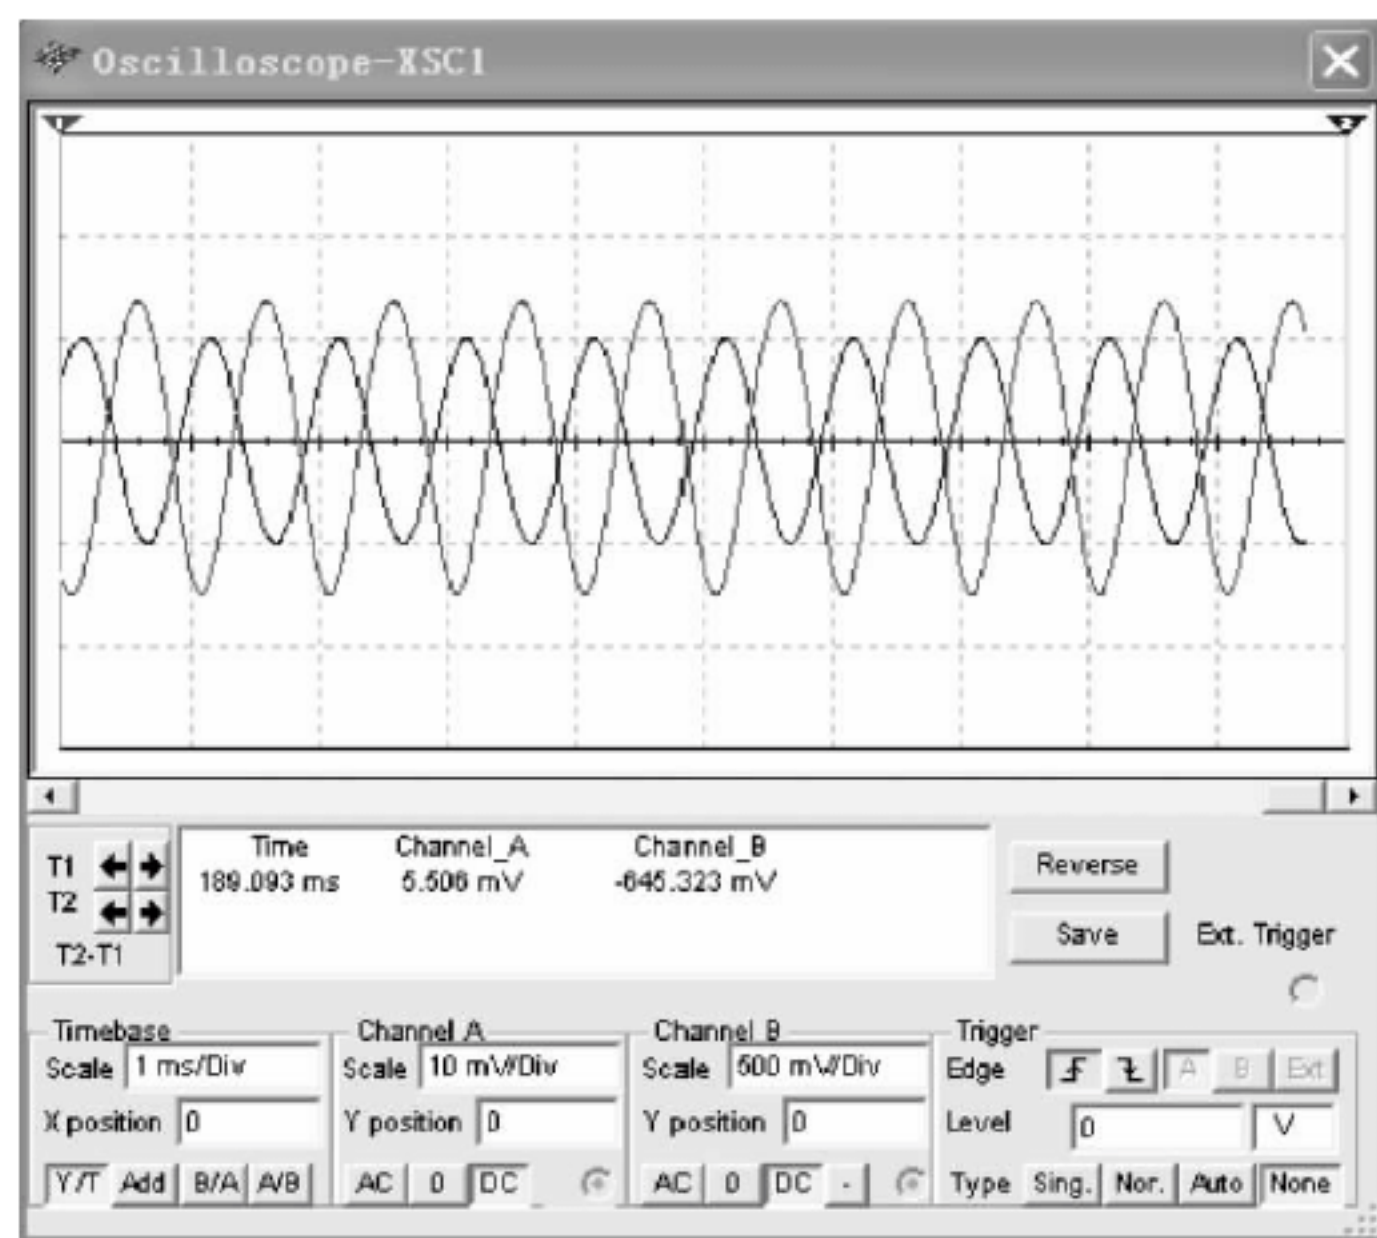 Oscilloscope-XSC1
1
2
Time Channel_A Channel_B
189.093 ms 5.506 mV -645.323 mV
T1
T2
T2-T1
Reverse
Save
Ext. Trigger
Timebase
Scale 1 ms/Div
X position 0
Y/T Add B/A A/B
Channel A
Scale 10 mV/Div
Y position 0
AC 0 DC
Channel B
Scale 500 mV/Div
Y position 0
AC 0 DC -
Trigger
Edge A B Ext
Level 0 V
Type Sing. Nor. Auto None